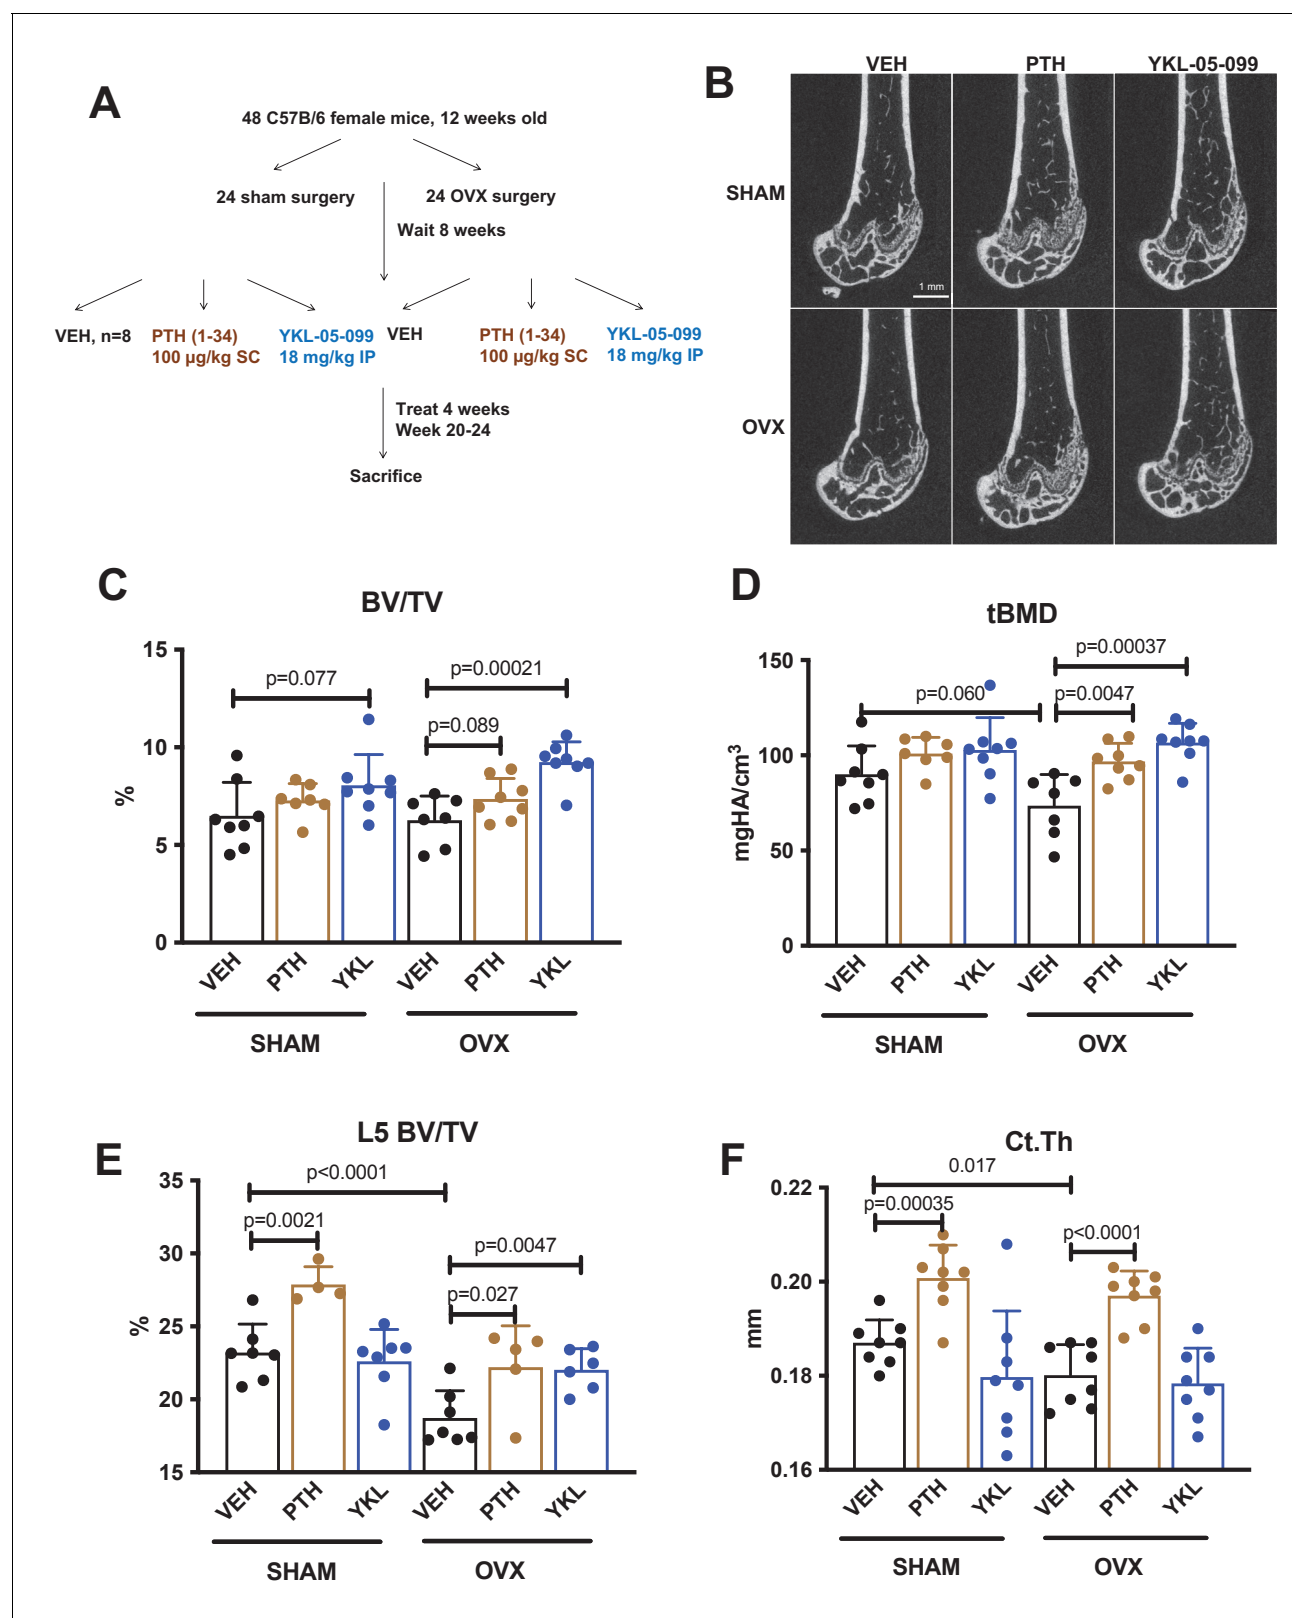 A
48 C57B/6 female mice, 12 weeks old
24 sham surgery
24 OVX surgery
Wait 8 weeks
VEH, n=8
PTH (1-34)
100 µg/kg SC
YKL-05-099
18 mg/kg IP
VEH
PTH (1-34)
100 µg/kg SC
YKL-05-099
18 mg/kg IP
Treat 4 weeks
Week 20-24
Sacrifice
B
VEH PTH YKL-05-099
SHAM
1 mm
OVX
C
BV/TV
15
10
5
0
%
p=0.077
p=0.00021
p=0.089
VEH PTH YKL VEH PTH YKL
SHAM OVX
D
tBMD
150
100
50
0
mgHA/cm³
p=0.00037
p=0.060
p=0.0047
VEH PTH YKL VEH PTH YKL
SHAM OVX
E
L5 BV/TV
35
30
25
20
15
%
p<0.0001
p=0.0021
p=0.0047
p=0.027
VEH PTH YKL VEH PTH YKL
SHAM OVX
F
Ct.Th
0.22
0.20
0.18
0.16
mm
0.017
p=0.00035
p<0.0001
VEH PTH YKL VEH PTH YKL
SHAM OVX